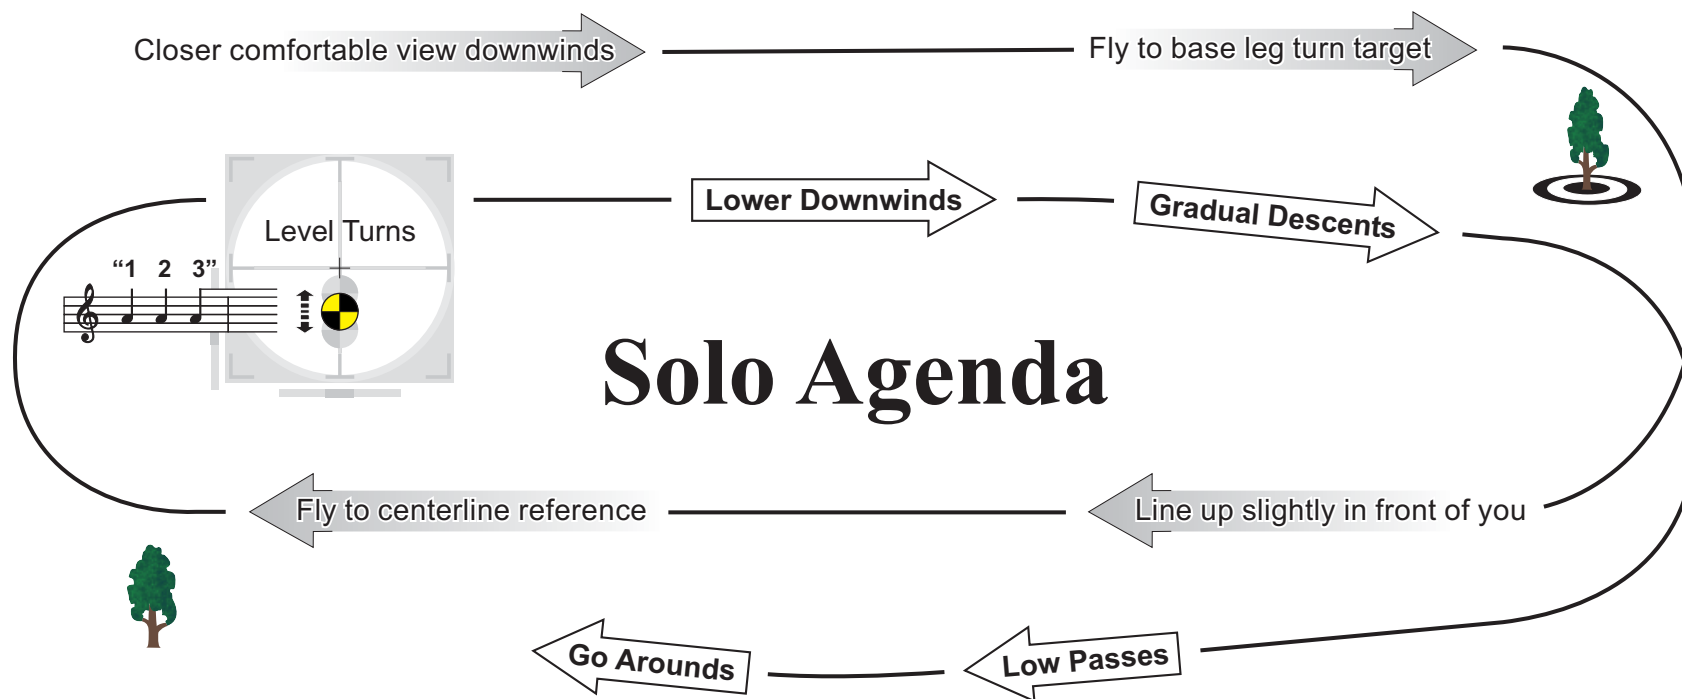 Closer comfortable view downwinds
Fly to base leg turn target
Lower Downwinds
Gradual Descents
Level Turns
“1 2 3”
Solo Agenda
Fly to centerline reference
Line up slightly in front of you
Go Arounds
Low Passes